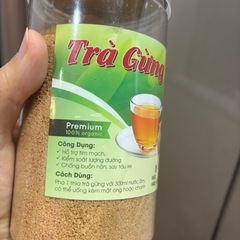 Trà Gừng
Premium
100% organic
Công Dụng:
✓ Hỗ trợ tim mạch,
✓ Kiểm soát lượng đường
✓ Chống buồn nôn, say tàu xe
Cách Dùng:
Pha 1 thìa trà gừng với 300ml nước ấm,
có thể uống kèm mật ong hoặc chanh